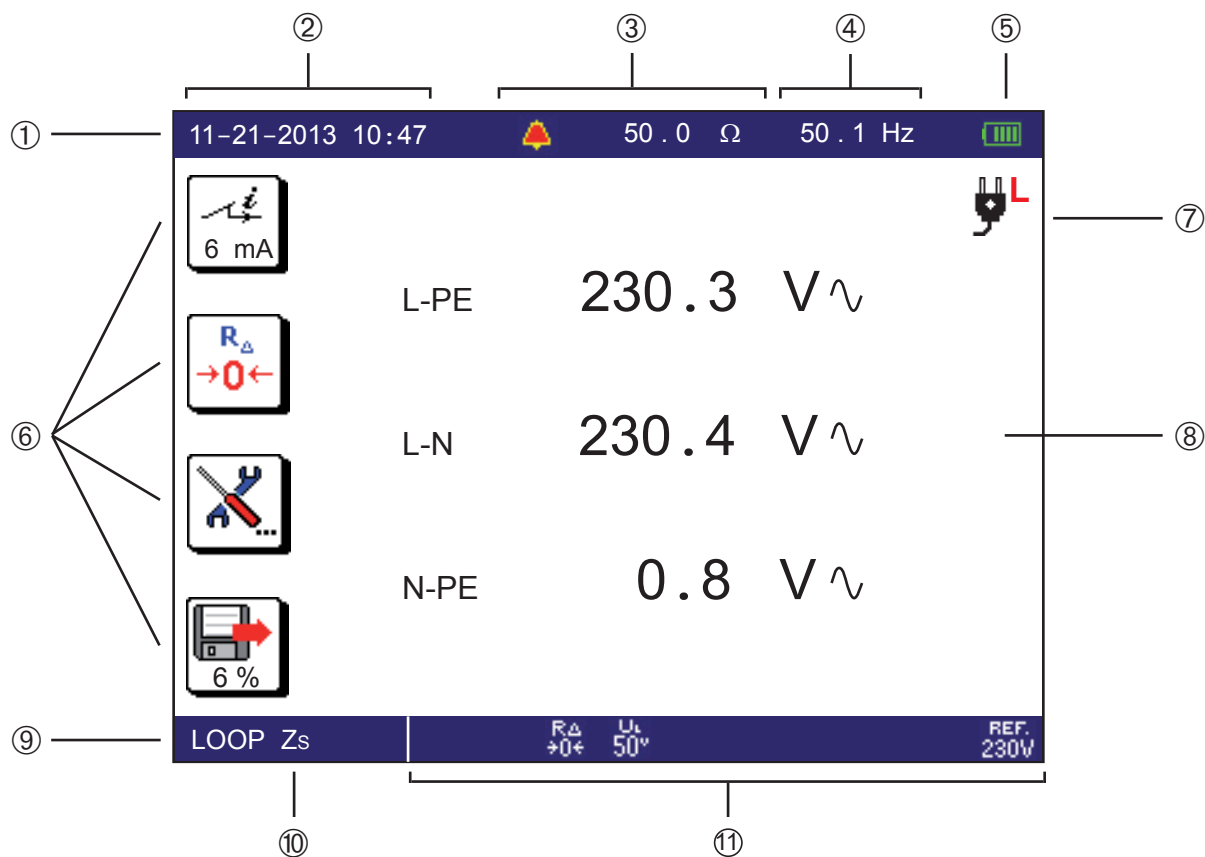 ② ③ ④ ⑤
① 11-21-2013 10:47 50.0 Ω 50.1 Hz
L ⑦
i
6 mA
L-PE 230.3 V
RΔ
→0←
⑥ L-N 230.4 V ⑧
...
N-PE 0.8 V
6 %
⑨ LOOP Zs RΔ →0← UL 50V REF. 230V
⑩ ⑪